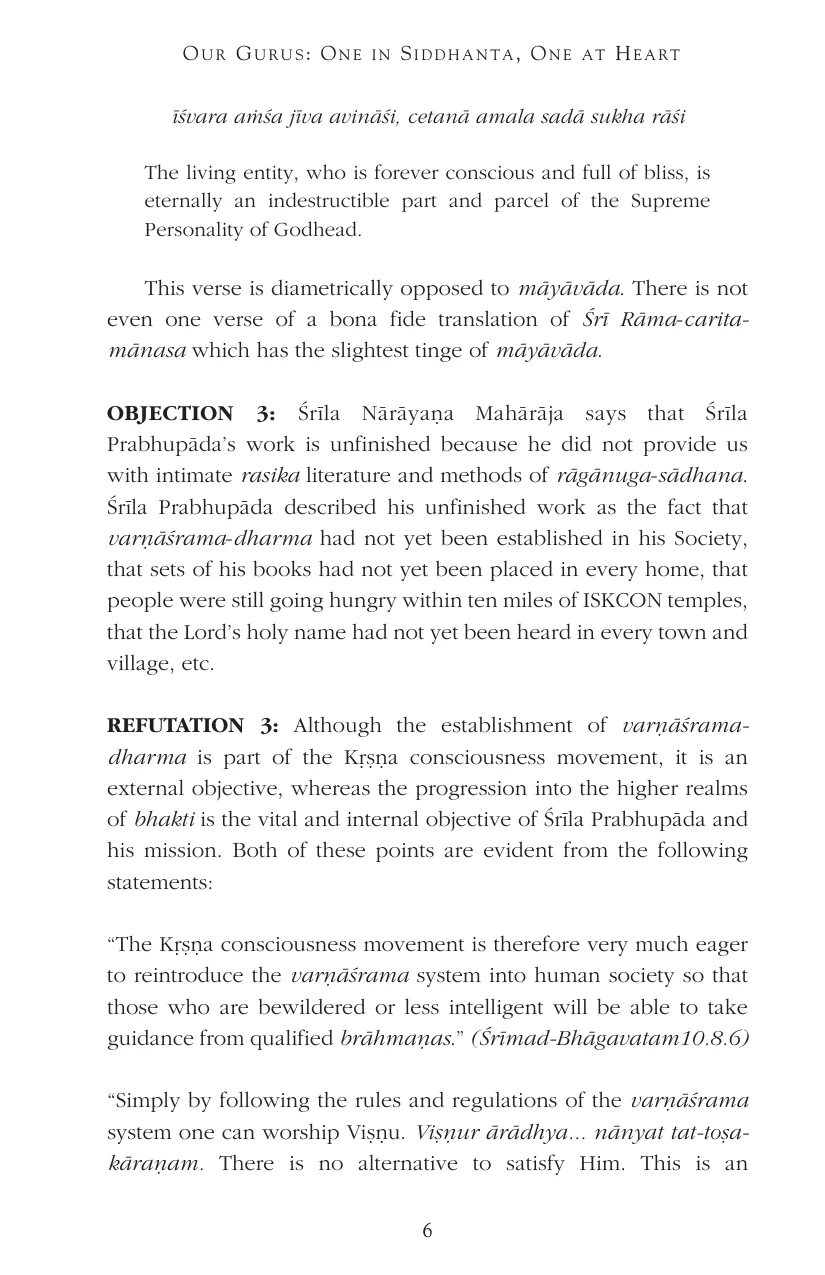 OUR GURUS: ONE IN SIDDHANTA, ONE AT HEART
īśvara aṁśa jīva avināśi, cetanā amala sadā sukha rāśi
The living entity, who is forever conscious and full of bliss, is
eternally an indestructible part and parcel of the Supreme
Personality of Godhead.
This verse is diametrically opposed to māyāvāda. There is not
even one verse of a bona fide translation of Śrī Rāma-carita-
mānasa which has the slightest tinge of māyāvāda.
OBJECTION 3: Śrīla Nārāyaṇa Mahārāja says that Śrīla
Prabhupāda’s work is unfinished because he did not provide us
with intimate rasika literature and methods of rāgānuga-sādhana.
Śrīla Prabhupāda described his unfinished work as the fact that
varṇāśrama-dharma had not yet been established in his Society,
that sets of his books had not yet been placed in every home, that
people were still going hungry within ten miles of ISKCON temples,
that the Lord’s holy name had not yet been heard in every town and
village, etc.
REFUTATION 3: Although the establishment of varṇāśrama-
dharma is part of the Kṛṣṇa consciousness movement, it is an
external objective, whereas the progression into the higher realms
of bhakti is the vital and internal objective of Śrīla Prabhupāda and
his mission. Both of these points are evident from the following
statements:
“The Kṛṣṇa consciousness movement is therefore very much eager
to reintroduce the varṇāśrama system into human society so that
those who are bewildered or less intelligent will be able to take
guidance from qualified brāhmaṇas.” (Śrīmad-Bhāgavatam10.8.6)
“Simply by following the rules and regulations of the varṇāśrama
system one can worship Viṣṇu. Viṣṇur ārādhya... nānyat tat-toṣa-
kāraṇam. There is no alternative to satisfy Him. This is an
6